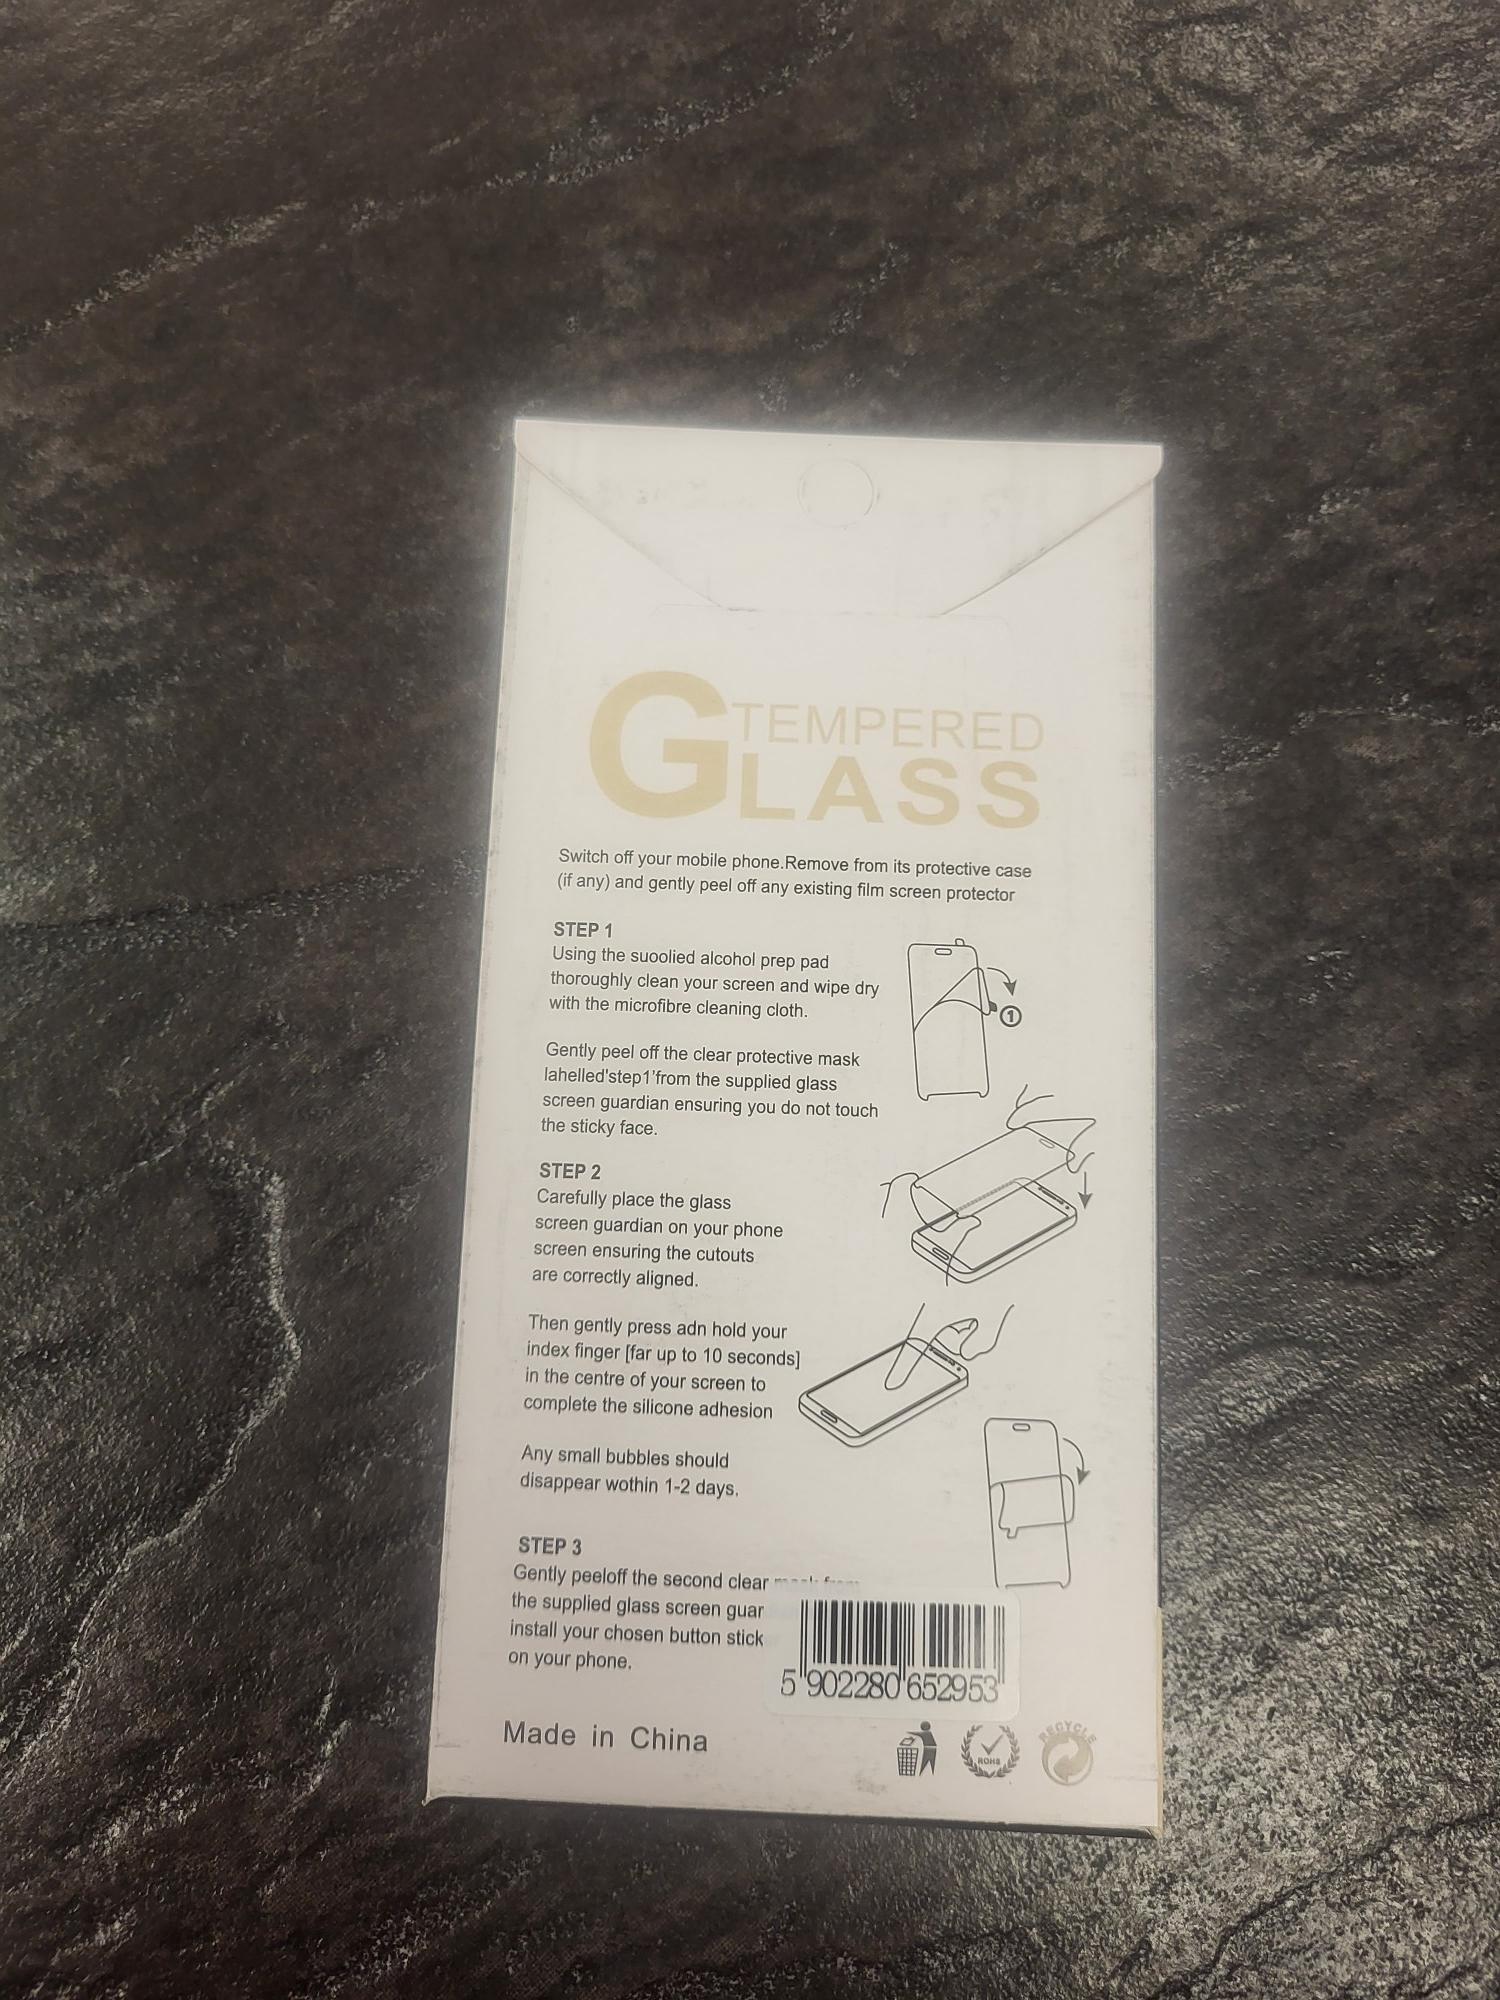 TEMPERED
GLASS
Switch off your mobile phone.Remove from its protective case
(if any) and gently peel off any existing film screen protector
STEP 1
Using the suoolied alcohol prep pad
thoroughly clean your screen and wipe dry
with the microfibre cleaning cloth.
1
Gently peel off the clear protective mask
lahelled'step1'from the supplied glass
screen guardian ensuring you do not touch
the sticky face.
STEP 2
Carefully place the glass
screen guardian on your phone
screen ensuring the cutouts
are correctly aligned.
Then gently press adn hold your
index finger [far up to 10 seconds]
in the centre of your screen to
complete the silicone adhesion
Any small bubbles should
disappear wothin 1-2 days.
STEP 3
Gently peeloff the second clear
the supplied glass screen guar
install your chosen button stick
on your phone.
5 902280 652953
Made in China
ROHS
RECYCLE